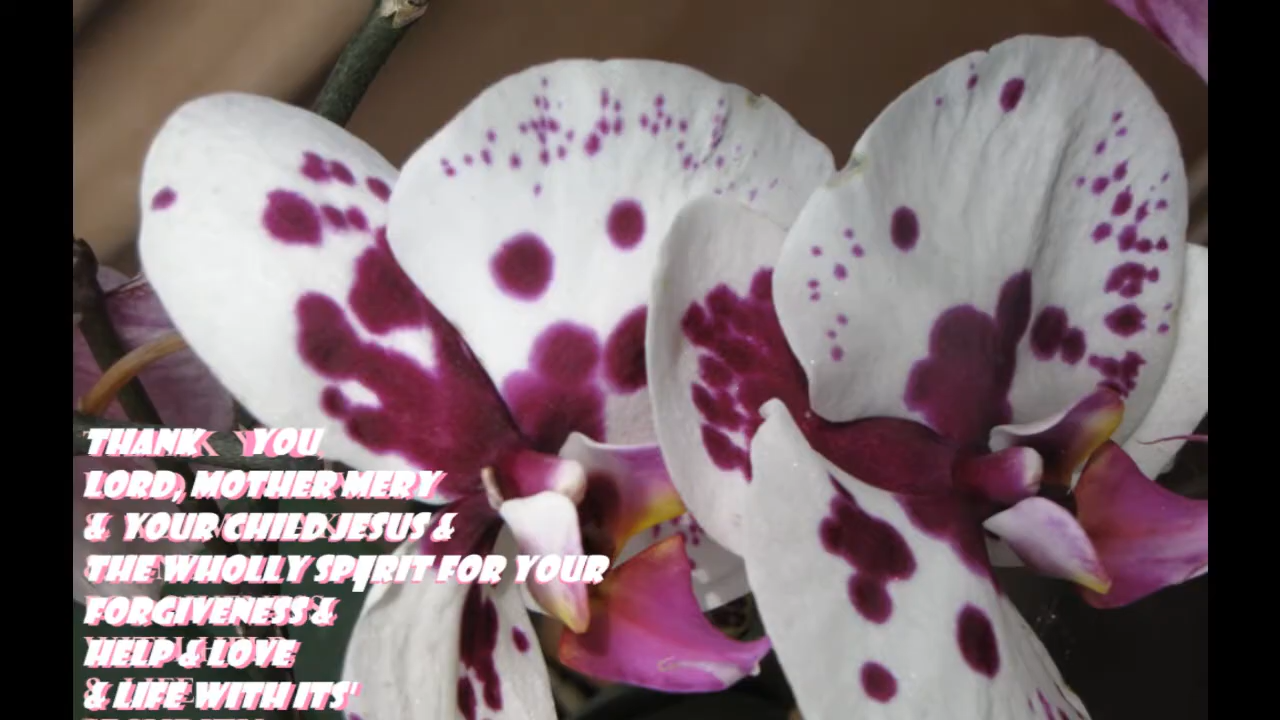 THANK YOU
LORD, MOTHER MERY
& YOUR CHILD JESUS &
THE WHOLLY SPIRIT FOR YOUR
FORGIVENESS &
HELP & LOVE
& LIFE WITH ITS'